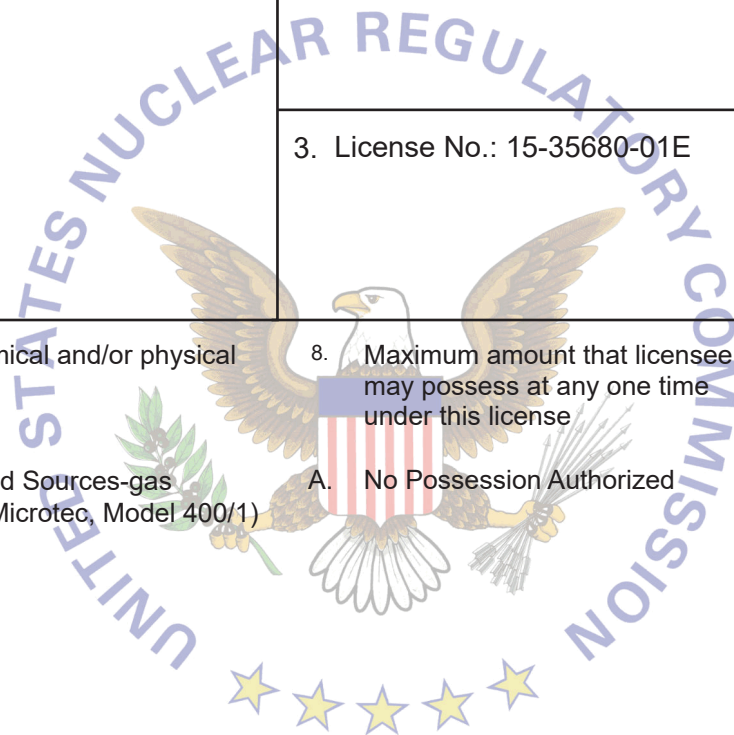 UNITED STATES NUCLEAR REGULATORY COMMISSION
3. License No.: 15-35680-01E
and/or physical
8. Maximum amount that licensee
may possess at any one time
under this license
Sources-gas
Microtec, Model 400/1)
A. No Possession Authorized